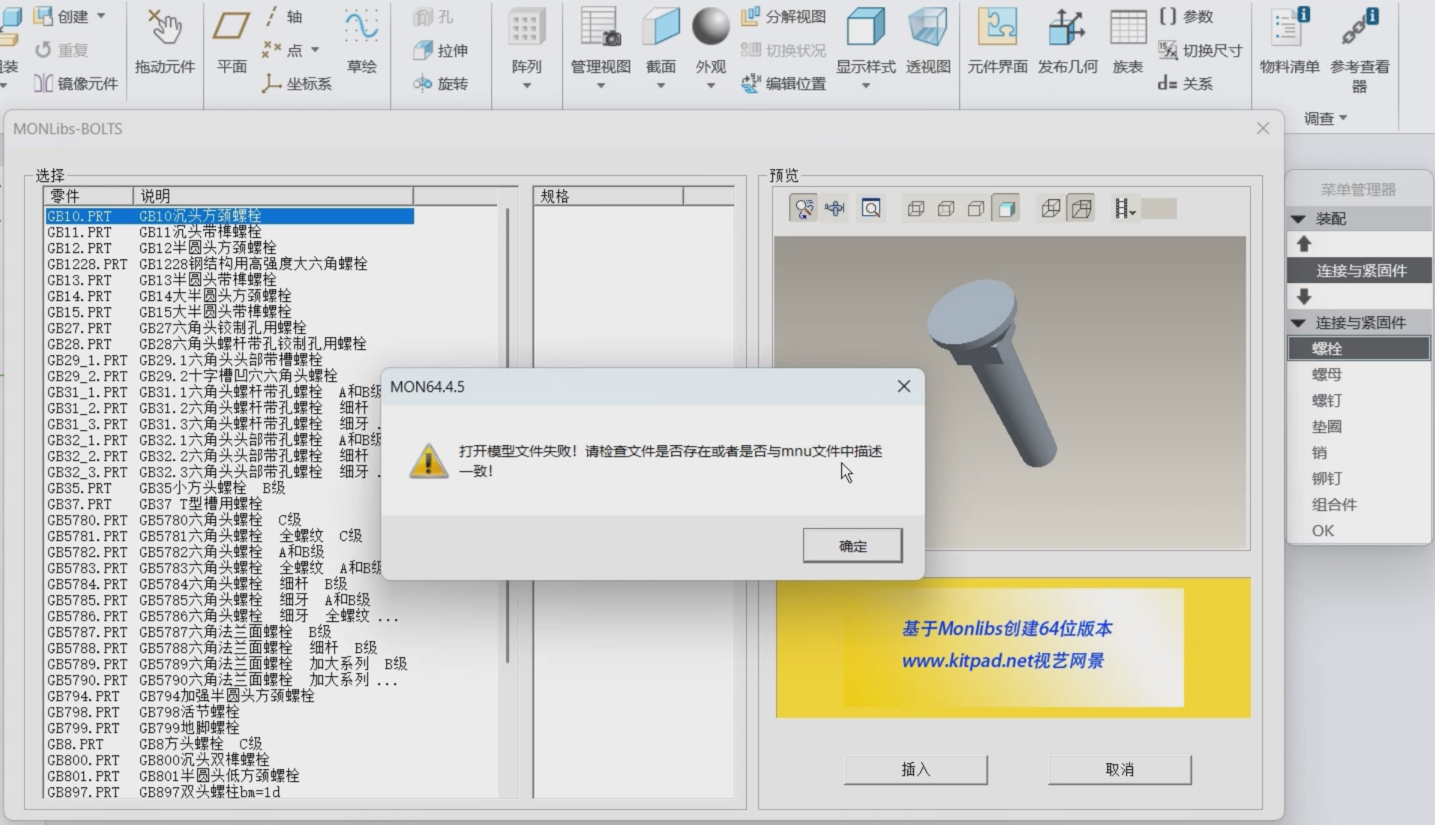 创建
重复
镜像元件
装
拖动元件
平面
轴
点
坐标系
草绘
孔
拉伸
旋转
阵列
管理视图
截面
外观
分解视图
切换状况
编辑位置
显示样式
透视图
元件界面
发布几何
族表
[] 参数
切换尺寸
d= 关系
物料清单
参考查看器
调查
MONLibs-BOLTS
选择
零件 说明
GB10.PRT GB10沉头方颈螺栓
GB11.PRT GB11沉头带榫螺栓
GB12.PRT GB12半圆头方颈螺栓
GB1228.PRT GB1228钢结构用高强度大六角螺栓
GB13.PRT GB13半圆头带榫螺栓
GB14.PRT GB14大半圆头方颈螺栓
GB15.PRT GB15大半圆头带榫螺栓
GB27.PRT GB27六角头铰制孔用螺栓
GB28.PRT GB28六角头螺杆带孔铰制孔用螺栓
GB29_1.PRT GB29.1六角头头部带槽螺栓
GB29_2.PRT GB29.2十字槽凹穴六角头螺栓
GB31_1.PRT GB31.1六角头螺杆带孔螺栓 A和B级
GB31_2.PRT GB31.2六角头螺杆带孔螺栓 细杆
GB31_3.PRT GB31.3六角头螺杆带孔螺栓 细牙 .
GB32_1.PRT GB32.1六角头头部带孔螺栓 A和B级
GB32_2.PRT GB32.2六角头头部带孔螺栓 细杆
GB32_3.PRT GB32.3六角头头部带孔螺栓 细牙 .
GB35.PRT GB35小方头螺栓 B级
GB37.PRT GB37 T型槽用螺栓
GB5780.PRT GB5780六角头螺栓 C级
GB5781.PRT GB5781六角头螺栓 全螺纹 C级
GB5782.PRT GB5782六角头螺栓 A和B级
GB5783.PRT GB5783六角头螺栓 全螺纹 A和B级
GB5784.PRT GB5784六角头螺栓 细杆 B级
GB5785.PRT GB5785六角头螺栓 细牙 A和B级
GB5786.PRT GB5786六角头螺栓 细牙 全螺纹 ...
GB5787.PRT GB5787六角法兰面螺栓 B级
GB5788.PRT GB5788六角法兰面螺栓 细杆 B级
GB5789.PRT GB5789六角法兰面螺栓 加大系列 B级
GB5790.PRT GB5790六角法兰面螺栓 加大系列 ...
GB794.PRT GB794加强半圆头方颈螺栓
GB798.PRT GB798活节螺栓
GB799.PRT GB799地脚螺栓
GB8.PRT GB8方头螺栓 C级
GB800.PRT GB800沉头双榫螺栓
GB801.PRT GB801半圆头低方颈螺栓
GB897.PRT GB897双头螺柱bm=1d
规格
预览
MON64.4.5
打开模型文件失败！请检查文件是否存在或者是否与mnu文件中描述
一致！
确定
基于Monlibs创建64位版本
www.kitpad.net视艺网景
插入
取消
菜单管理器
装配
连接与紧固件
连接与紧固件
螺栓
螺母
螺钉
垫圈
销
铆钉
组合件
OK